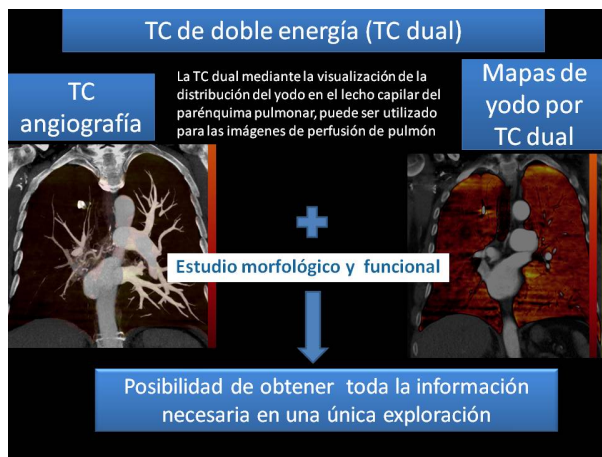 TC de doble energía (TC dual)
TC
angiografía
La TC dual mediante la visualización de la
distribución del yodo en el lecho capilar del
parénquima pulmonar, puede ser utilizado
para las imágenes de perfusión de pulmón
Mapas de
yodo por
TC dual
Estudio morfológico y funcional
Posibilidad de obtener toda la información
necesaria en una única exploración